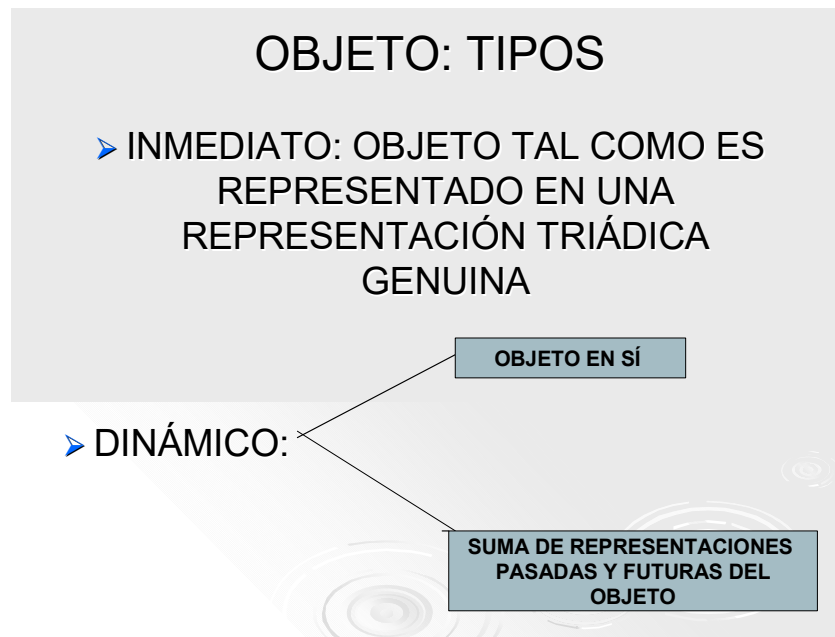 OBJETO: TIPOS
INMEDIATO: OBJETO TAL COMO ES
REPRESENTADO EN UNA
REPRESENTACIÓN TRIÁDICA
GENUINA
OBJETO EN SÍ
DINÁMICO:
SUMA DE REPRESENTACIONES
PASADAS Y FUTURAS DEL
OBJETO